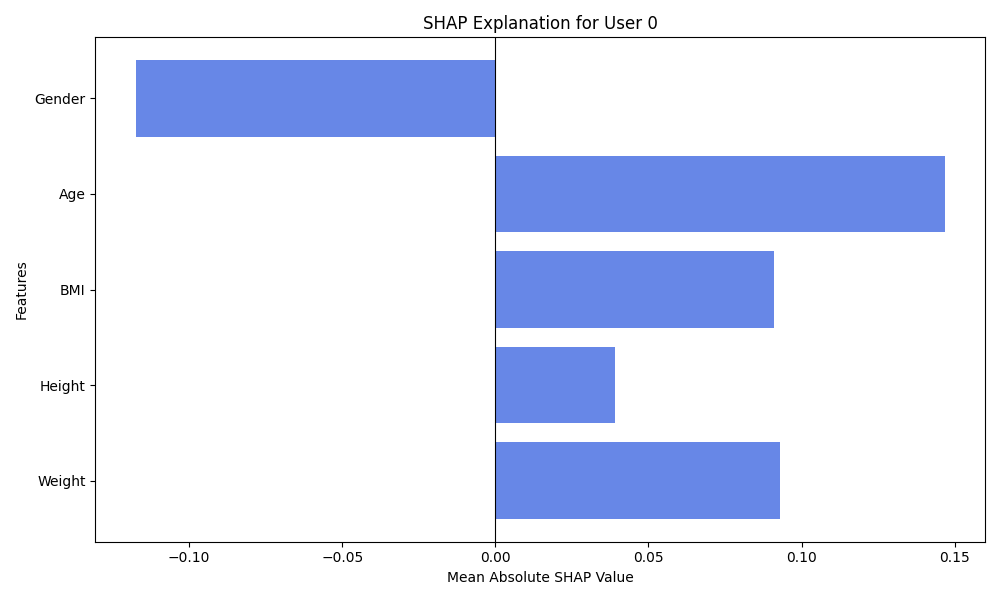 SHAP Explanation for User 0
Gender
Age
BMI
Height
Weight
Features
−0.10
−0.05
0.00
0.05
0.10
0.15
Mean Absolute SHAP Value